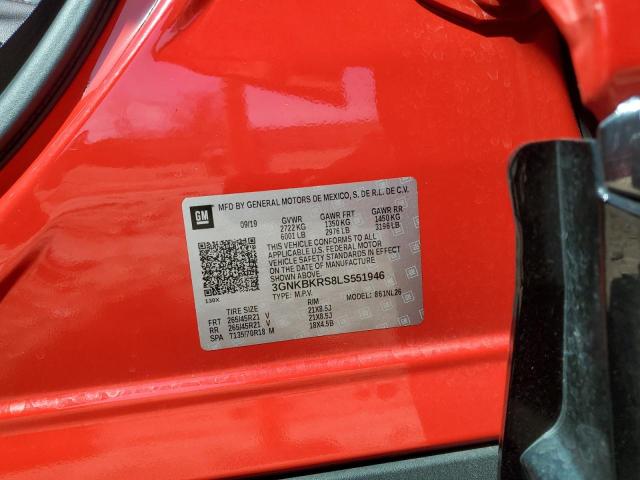 MFD BY GENERAL MOTORS DE MEXICO, S. DE R.L. DE C.V.
GM
09/19
GVWR
2722 KG
6001 LB
GAWR FRT
1350 KG
2976 LB
GAWR RR
1450 KG
3196 LB
THIS VEHICLE CONFORMS TO ALL
APPLICABLE U.S. FEDERAL MOTOR
VEHICLE SAFETY STANDARDS IN EFFECT
ON THE DATE OF MANUFACTURE
SHOWN ABOVE.
3GNKBKRS8LS551946
TYPE: M.P.V.
MODEL: 861NL26
130X
TIRE SIZE RIM
FRT 265/45R21 V 21X8.5J
RR 265/45R21 V 21X8.5J
SPA T135/70R18 M 18X4.5B